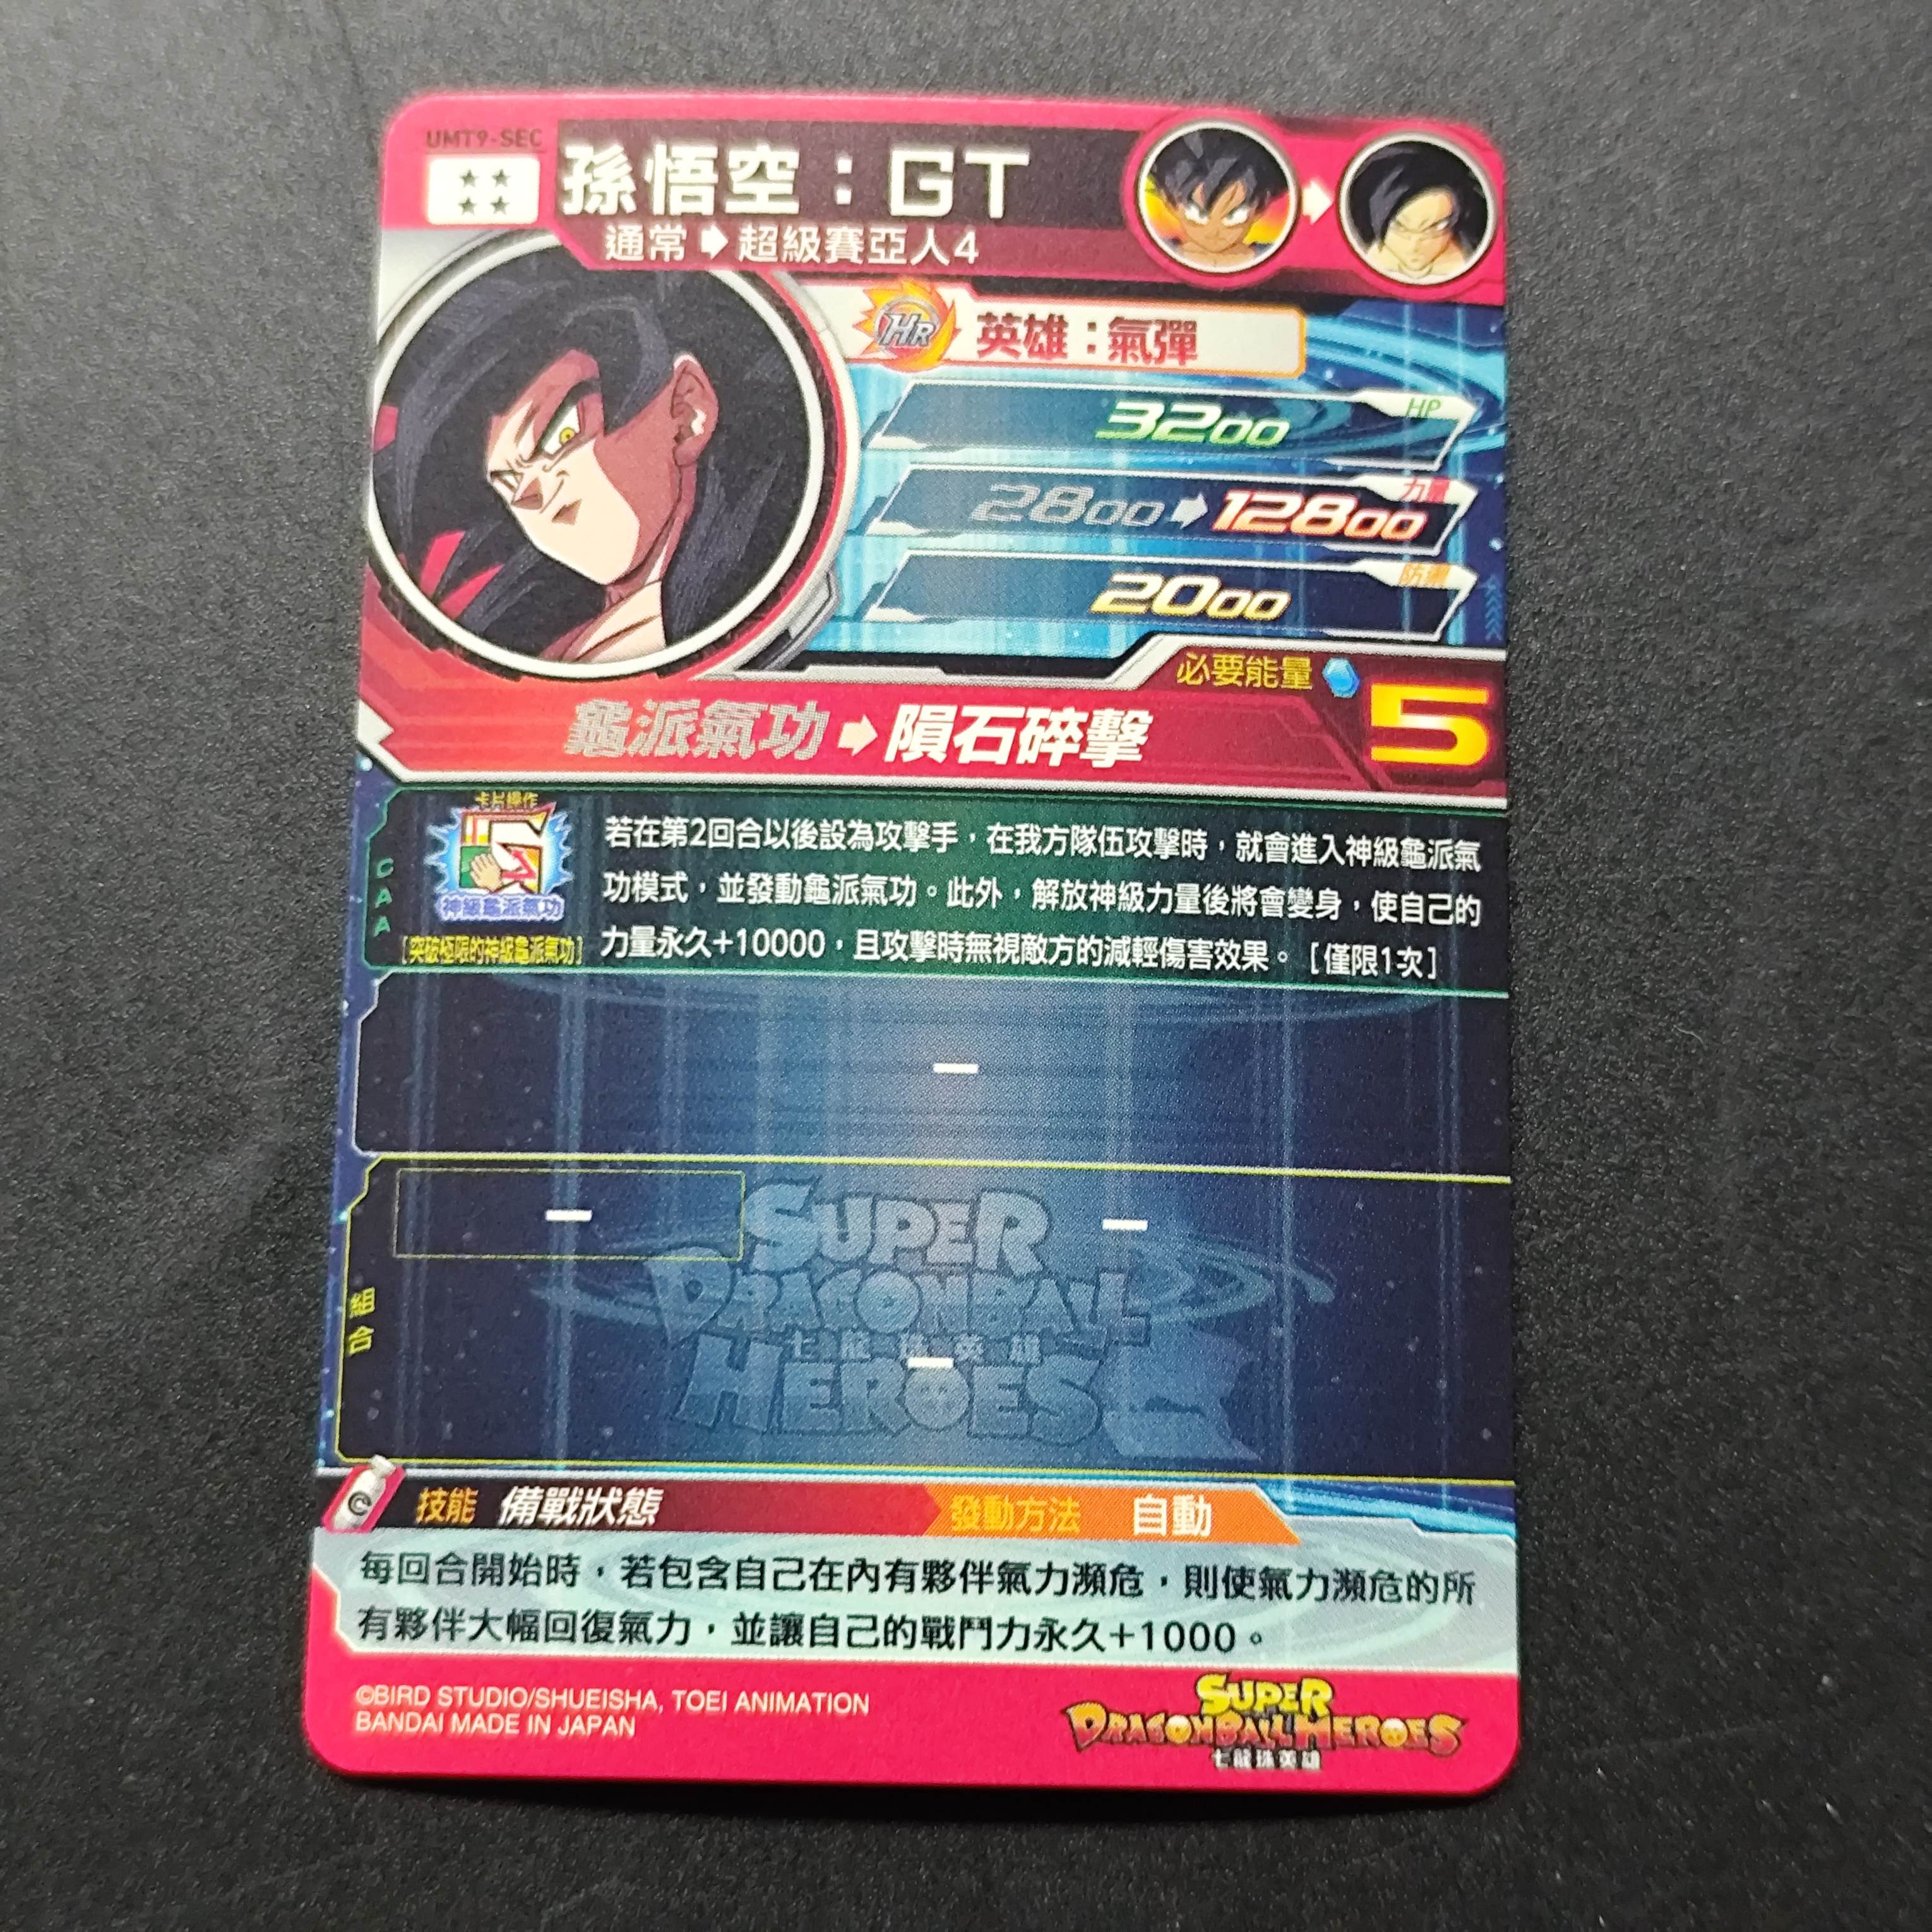 UMT9-SEC
★★
★★
孫悟空：GT
通常➡超級賽亞人4
HR 英雄：氣彈
HP
3200
力量
2800➡12800
防禦
2000
必要能量
5
龜派氣功➡隕石碎擊
CAA
卡片操作
神級龜派氣功
[突破極限的神級龜派氣功]
若在第2回合以後設為攻擊手，在我方隊伍攻擊時，就會進入神級龜派氣
功模式，並發動龜派氣功。此外，解放神級力量後將會變身，使自己的
力量永久+10000，且攻擊時無視敵方的減輕傷害效果。［僅限1次］
—
組合
—
—
—
SUPER
DRAGONBALL
七龍珠英雄
HEROES
技能 備戰狀態
發動方法 自動
每回合開始時，若包含自己在內有夥伴氣力瀕危，則使氣力瀕危的所
有夥伴大幅回復氣力，並讓自己的戰鬥力永久+1000。
©BIRD STUDIO/SHUEISHA, TOEI ANIMATION
BANDAI MADE IN JAPAN
SUPER
DRAGONBALL HEROES
七龍珠英雄